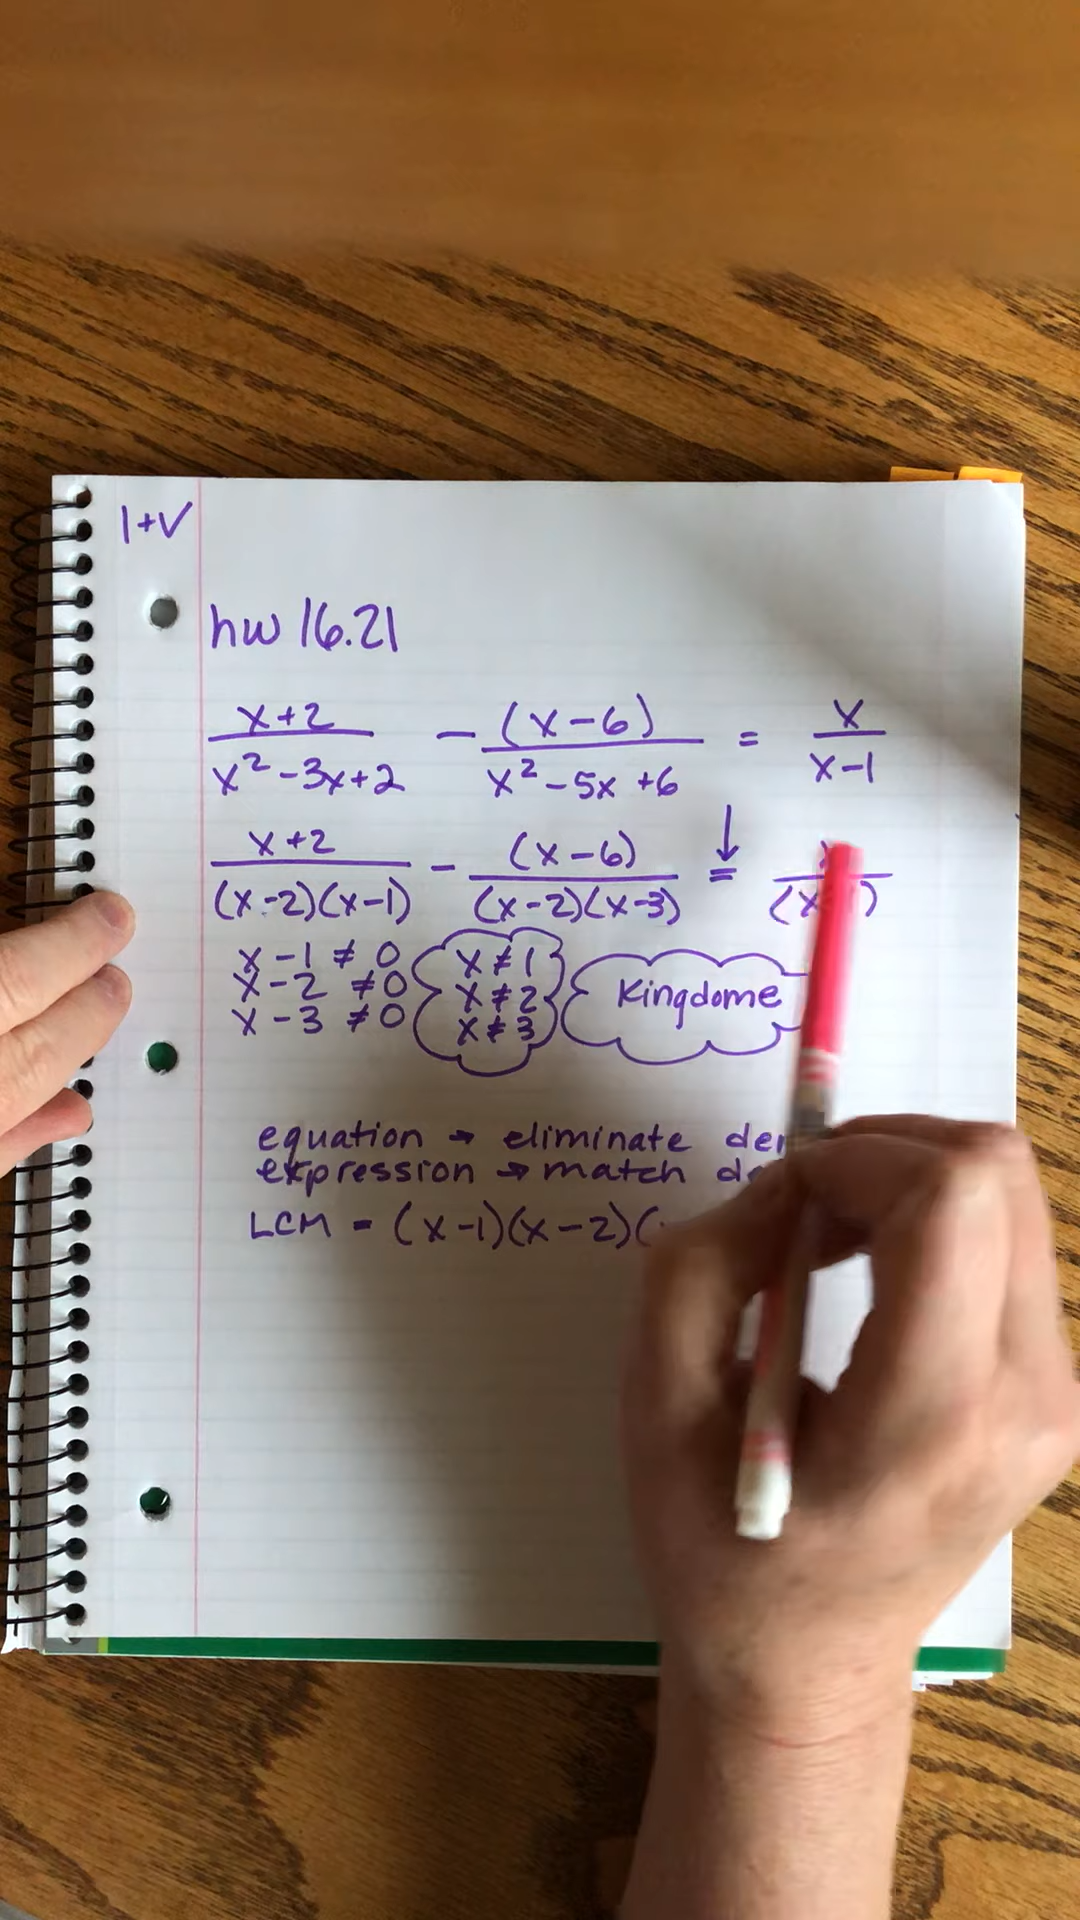 1+V
hw 16.21
x+2 / x² -3x+2 - (x-6) / x² -5x +6 = x / x-1
↓
x+2 / (x-2)(x-1) - (x-6) / (x-2)(x-3) =
x -1 ≠ 0 x ≠ 1
x -2 ≠ 0 x ≠ 2 Kingdome
x -3 ≠ 0 x ≠ 3
equation → eliminate
expression → match
LCM = (x-1)(x-2)(